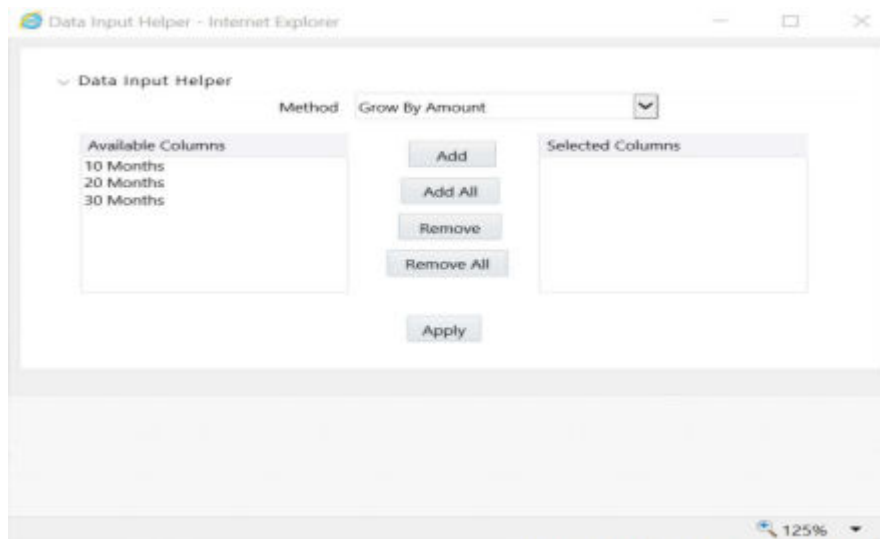 Data Input Helper - Internet Explorer
Data Input Helper
Method Grow By Amount
Available Columns
10 Months
20 Months
30 Months
Add
Add All
Remove
Remove All
Selected Columns
Apply
125%